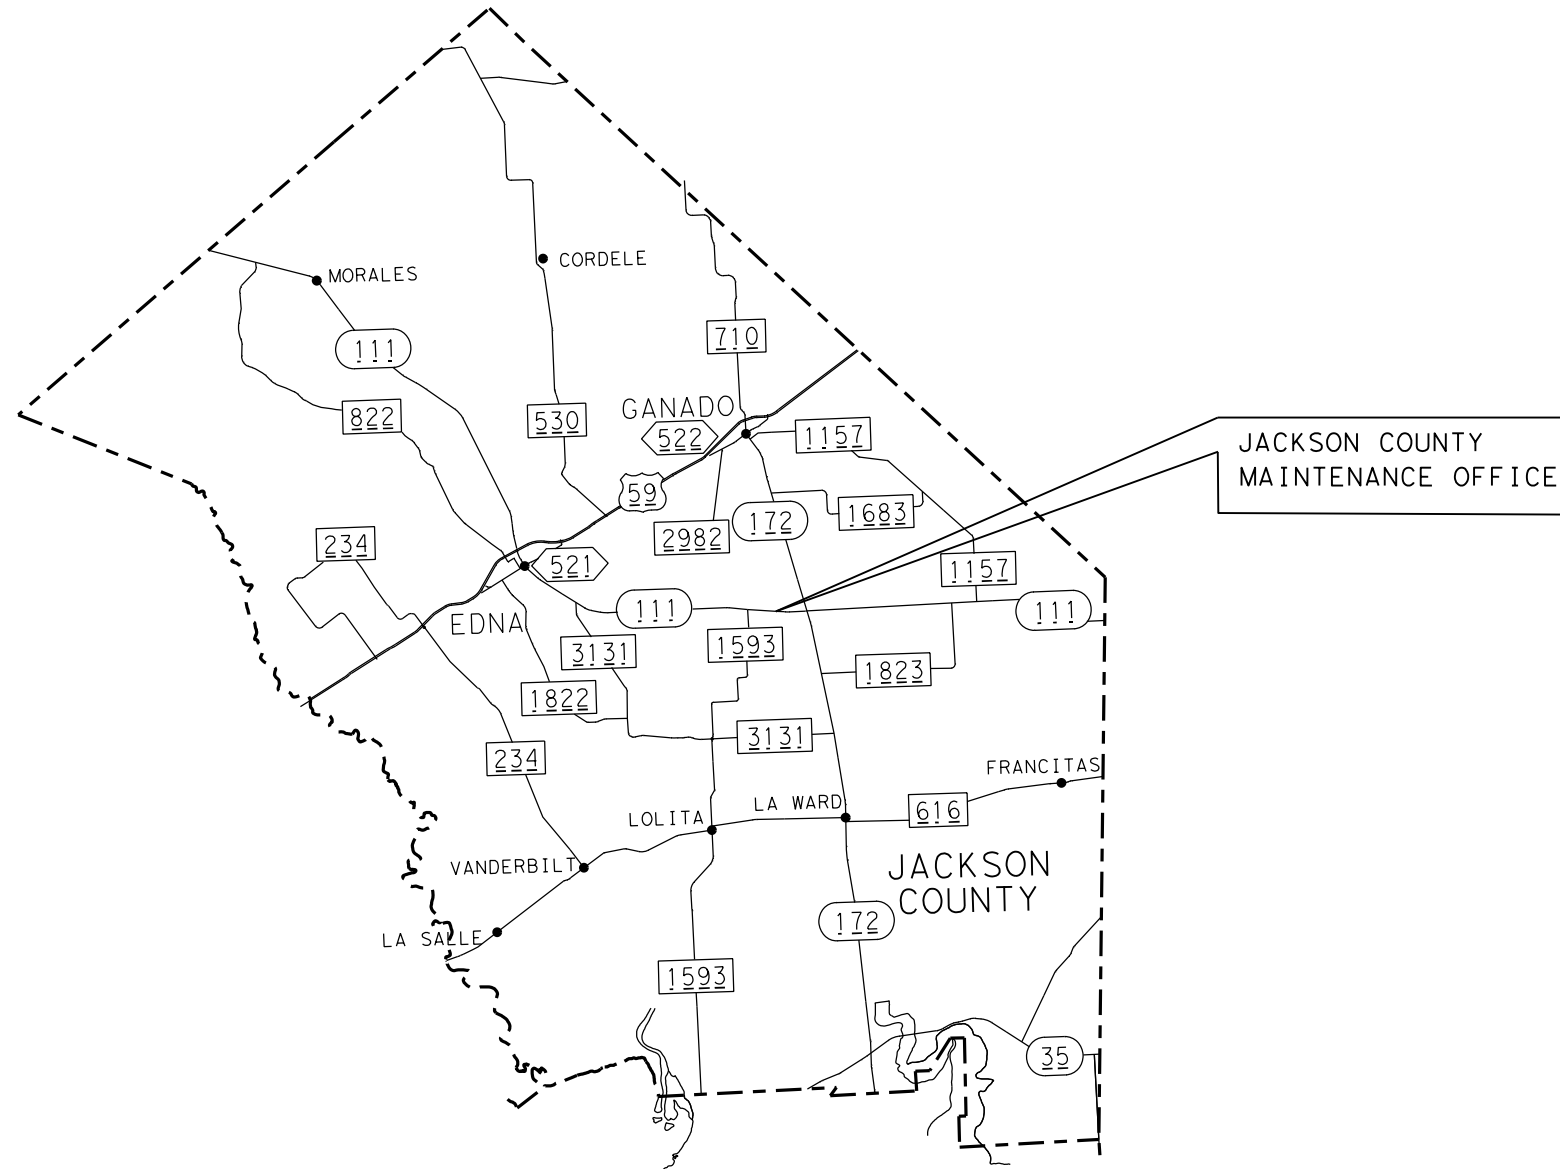 CORDELE
MORALES
710
111
GANADO
822
530
522
1157
JACKSON COUNTY
MAINTENANCE OFFICE
59
172
1683
2982
234
521
1157
111
111
EDNA
3131
1593
1823
1822
3131
234
FRANCITAS
LA WARD
616
LOLITA
VANDERBILT
JACKSON
COUNTY
172
LA SALLE
1593
35